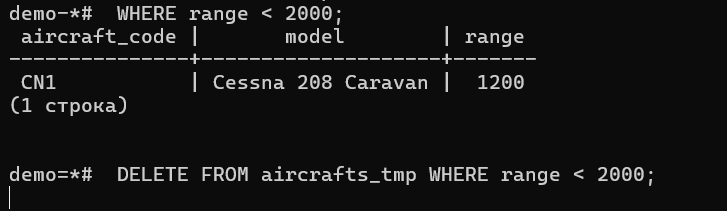 demo-*#  WHERE range < 2000;
 aircraft_code |       model        | range
---------------+--------------------+-------
 CN1           | Cessna 208 Caravan |  1200
(1 строка)
demo=*#  DELETE FROM aircrafts_tmp WHERE range < 2000;